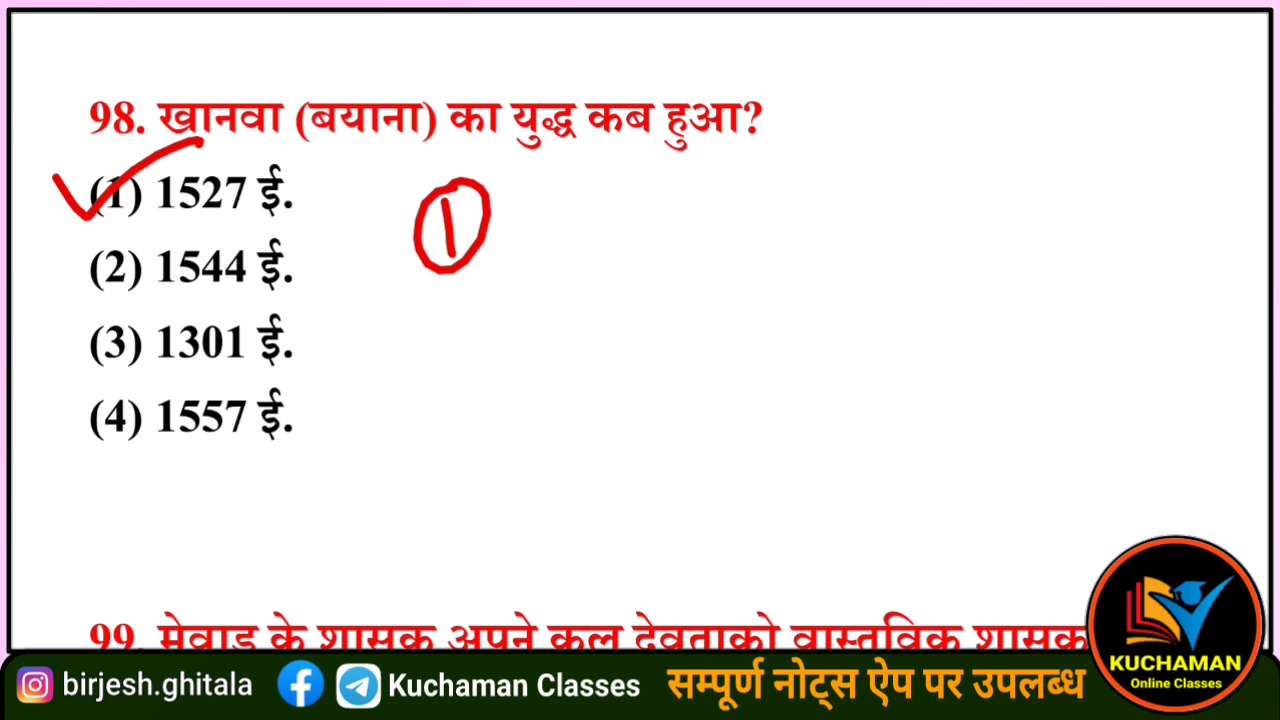 98. खानवा (बयाना) का युद्ध कब हुआ?
(1) 1527 ई.
1
(2) 1544 ई.
(3) 1301 ई.
(4) 1557 ई.
99. मेवाड़ के शासक अपने कुल देवताको वास्तविक शासक
KUCHAMAN
Online Classes
birjesh.ghitala Kuchaman Classes सम्पूर्ण नोट्स ऐप पर उपलब्ध